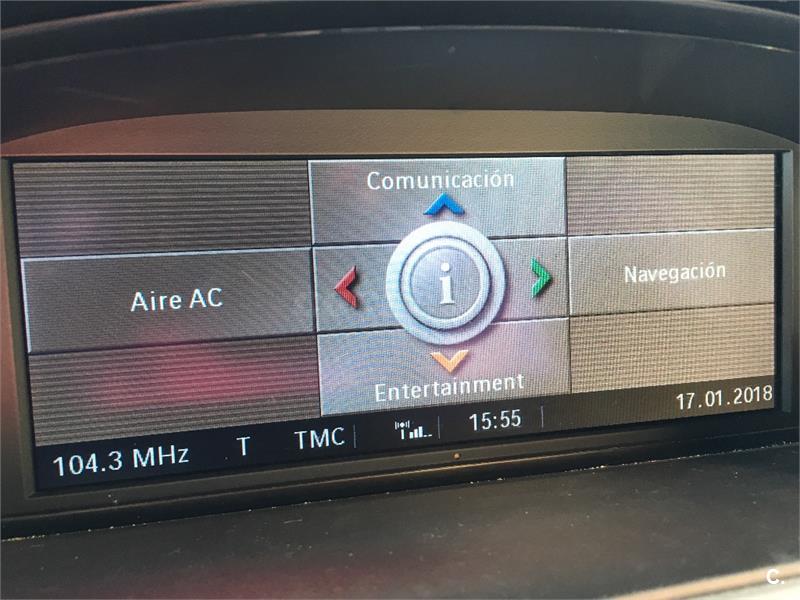 Comunicación
Aire AC
i
Navegación
Entertainment
104.3 MHz T TMC 15:55 17.01.2018
C.